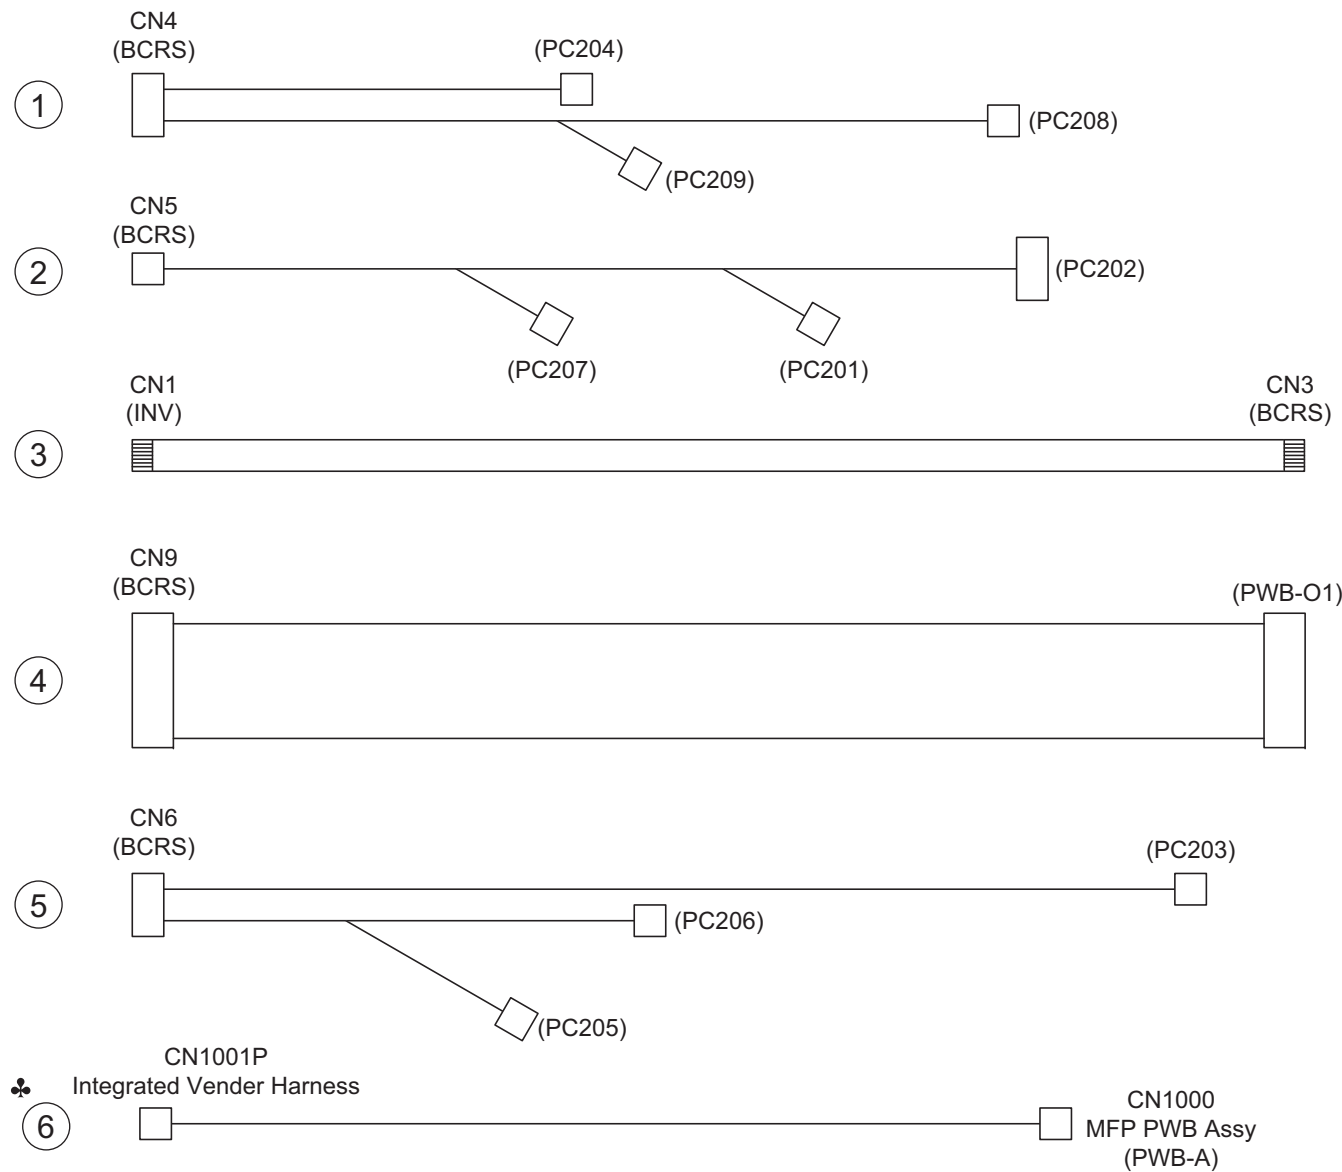 CN4
(BCRS)
(PC204)
1
(PC208)
(PC209)
CN5
(BCRS)
2
(PC202)
(PC207)
(PC201)
CN1
(INV)
CN3
(BCRS)
3
CN9
(BCRS)
(PWB-O1)
4
CN6
(BCRS)
(PC203)
5
(PC206)
(PC205)
CN1001P
♣ Integrated Vender Harness
6
CN1000
MFP PWB Assy
(PWB-A)